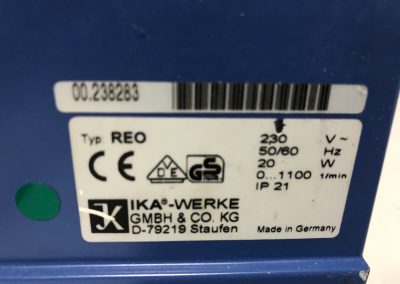 00.238283
Typ: REO 230 V~
50/60 Hz
20 W
0...1100 1/min
IP 21
CE VDE GS
IKA®-WERKE
GMBH & CO. KG
D-79219 Staufen Made in Germany